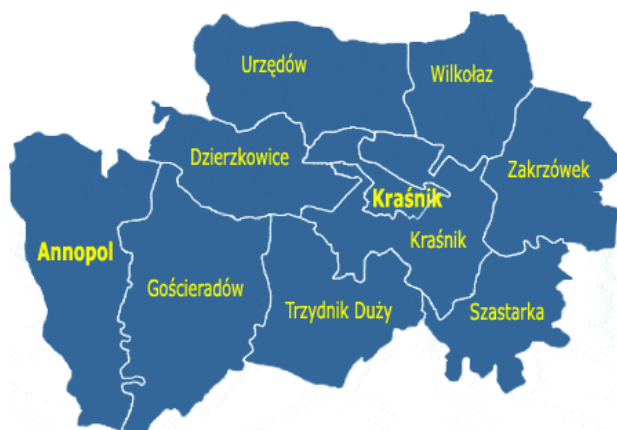 Urzędów
Wilkołaz
Dzierzkowice
Zakrzówek
Kraśnik
Annopol
Kraśnik
Gościeradów
Trzydnik Duży
Szastarka